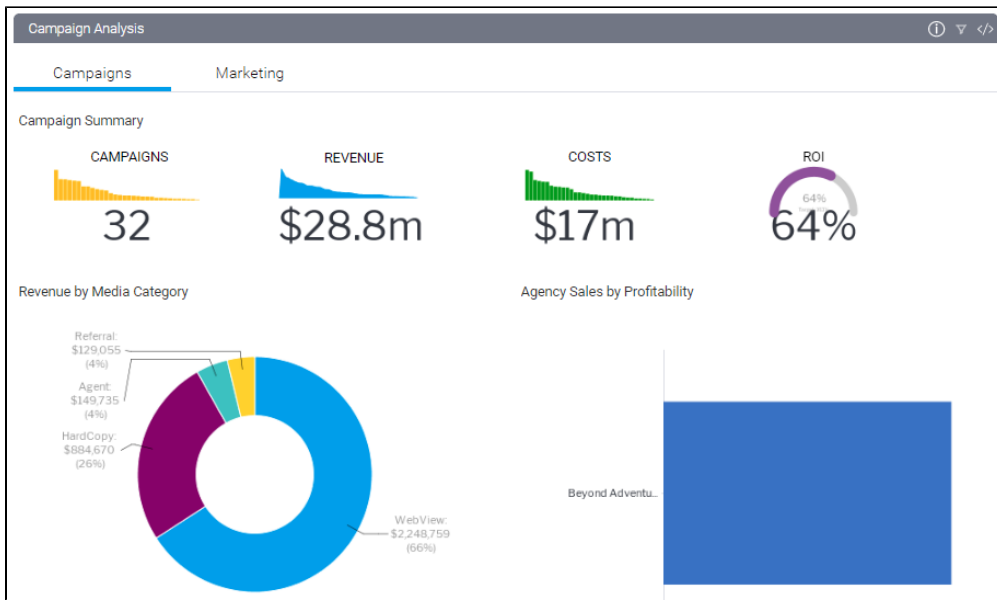 Campaign Analysis
</>
Campaigns Marketing
Campaign Summary
CAMPAIGNS REVENUE COSTS ROI
64%
32 $28.8m $17m 64%
Revenue by Media Category Agency Sales by Profitability
Referral:
$129,055
(4%)
Agent:
$149,735
(4%)
HardCopy:
$884,670
(26%)
WebView:
$2,248,759
(66%)
Beyond Adventu..